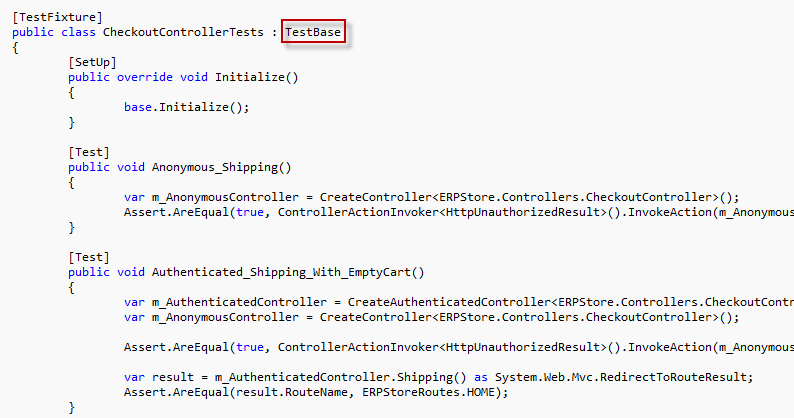 [TestFixture]
public class CheckoutControllerTests : TestBase
{
[SetUp]
public override void Initialize()
{
base.Initialize();
}
[Test]
public void Anonymous_Shipping()
{
var m_AnonymousController = CreateController<ERPStore.Controllers.CheckoutController>();
Assert.AreEqual(true, ControllerActionInvoker<HttpUnauthorizedResult>().InvokeAction(m_Anonymous
}
[Test]
public void Authenticated_Shipping_With_EmptyCart()
{
var m_AuthenticatedController = CreateAuthenticatedController<ERPStore.Controllers.CheckoutContr
var m_AnonymousController = CreateController<ERPStore.Controllers.CheckoutController>();
Assert.AreEqual(true, ControllerActionInvoker<HttpUnauthorizedResult>().InvokeAction(m_Anonymous
var result = m_AuthenticatedController.Shipping() as System.Web.Mvc.RedirectToRouteResult;
Assert.AreEqual(result.RouteName, ERPStoreRoutes.HOME);
}